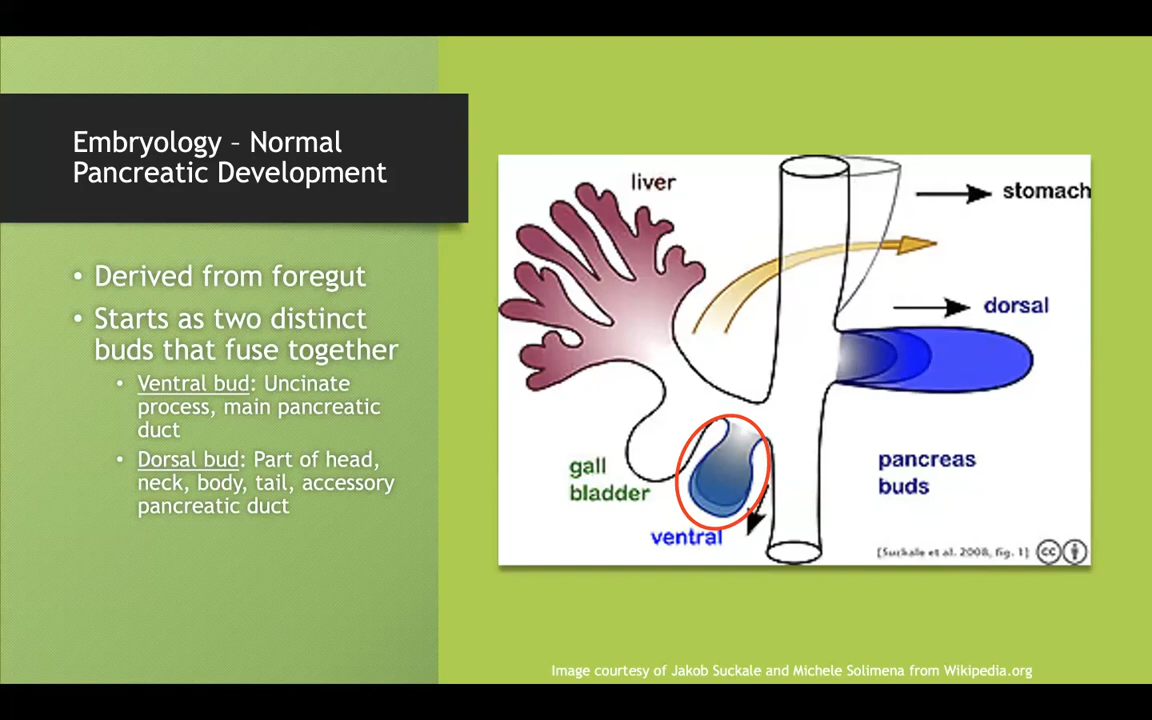 Embryology – Normal
Pancreatic Development
• Derived from foregut
• Starts as two distinct
buds that fuse together
• Ventral bud: Uncinate
process, main pancreatic
duct
• Dorsal bud: Part of head,
neck, body, tail, accessory
pancreatic duct
liver
stomach
dorsal
gall
bladder
ventral
pancreas
buds
[Suckale et al. 2008, fig. 1]
cc
Image courtesy of Jakob Suckale and Michele Solimena from Wikipedia.org